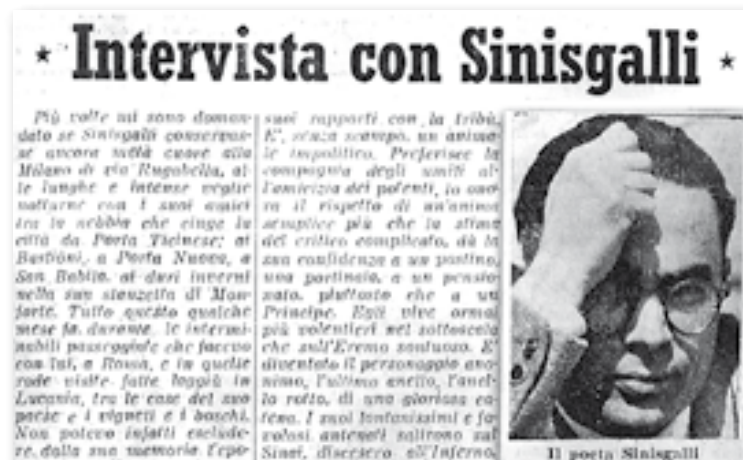 Intervista con Sinisgalli
Più volte mi sono doman-
dato se Sinisgalli conservas-
se ancora metà cuore alla
Milano di via Rugabella, al-
le lunghe e intense veglie
notturne con i suoi amici
tra la nebbia che cinge la
città da Porta Ticinese; ai
Bastioni, a Porta Nuova, a
San Babila, ai duri inverni
nella sua stanzetta di Mon-
forte. Tutto questo qualche
mese fa, durante le intermi-
nabili passeggiate che facevo
con lui, a Roma, e in quelle
rade visite fatte laggiù in
Lucania, tra le case del suo
paese e i vigneti e i boschi.
Non potevo infatti esclude-
re dalla sua memoria l'epo-
suoi rapporti con la tribù.
E', senza scampo, un anima-
le impolitico. Preferisce la
compagnia degli umili al-
l'amicizia dei potenti, lo ono-
ra il rispetto di un'anima
semplice più che la stima
del critico complicato, dà la
sua confidenza a un postino,
una portinaia, a un pensio-
nato, piuttosto che a un
Principe. Egli vive ormai
più volentieri nel sottoscala
che sull'Eremo santuoso. E'
diventato il personaggio ano-
nimo, l'ultimo anello, l'anel-
lo rotto, di una gloriosa ca-
tena. I suoi lontanissimi e fa-
volosi antenati salirono sul
Sinai, discesero all'Inferno,
Il poeta Sinisgalli